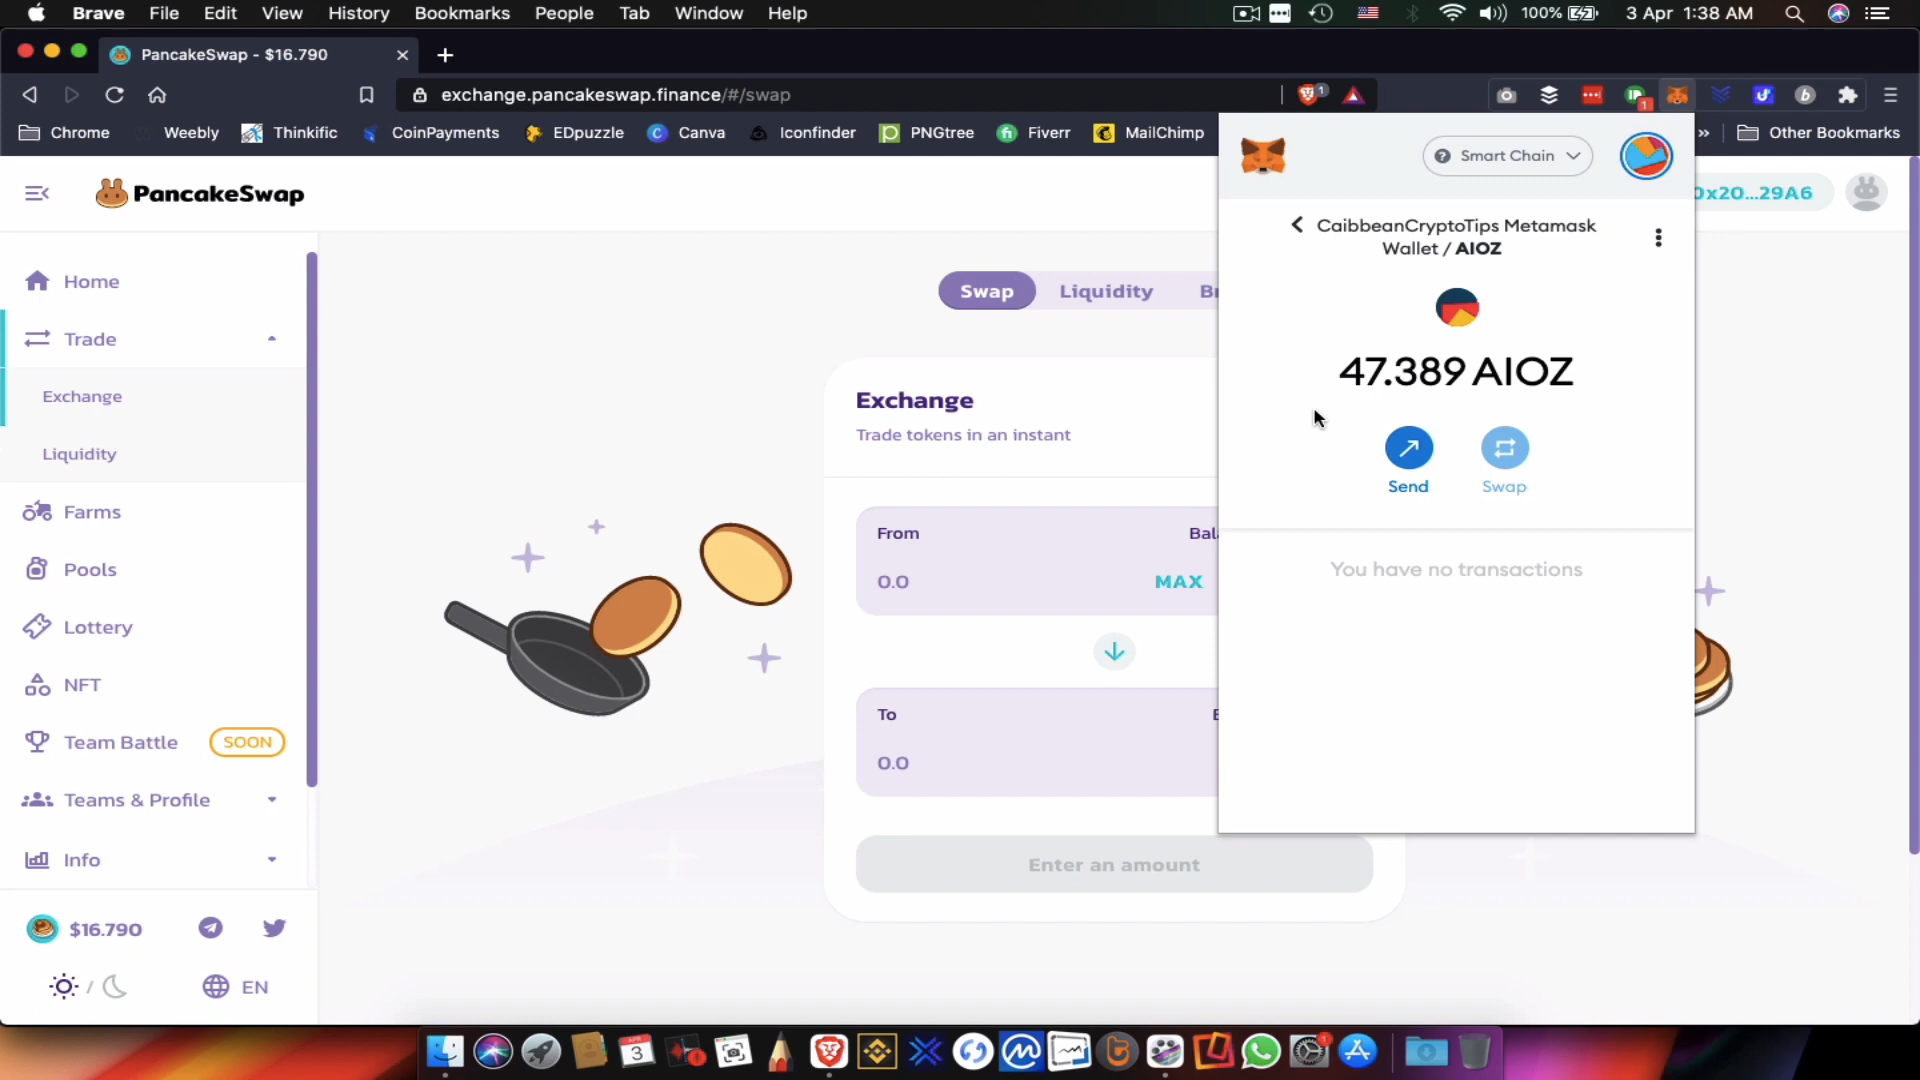 Brave File Edit View History Bookmarks People Tab Window Help 100% 3 Apr 1:38 AM
PancakeSwap - $16.790
exchange.pancakeswap.finance/#/swap
Chrome Weebly Thinkific CoinPayments EDpuzzle Canva Iconfinder PNGtree Fiverr MailChimp » Other Bookmarks
PancakeSwap
0x20...29A6
Smart Chain
CaibbeanCryptoTips Metamask
Wallet / AIOZ
47.389 AIOZ
Send Swap
You have no transactions
Home
Trade
Exchange
Liquidity
Farms
Pools
Lottery
NFT
Team Battle SOON
Teams & Profile
Info
$16.790
/ EN
Swap Liquidity
Exchange
Trade tokens in an instant
From
0.0 MAX
To
0.0
Enter an amount
APR
3